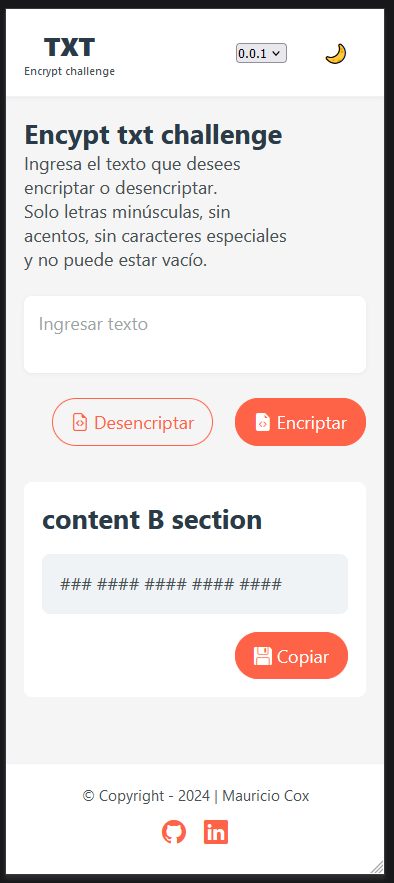 TXT
Encrypt challenge
0.0.1
Encypt txt challenge
Ingresa el texto que desees
encriptar o desencriptar.
Solo letras minúsculas, sin
acentos, sin caracteres especiales
y no puede estar vacío.
Ingresar texto
Desencriptar
Encriptar
content B section
### #### #### #### ####
Copiar
© Copyright - 2024 | Mauricio Cox